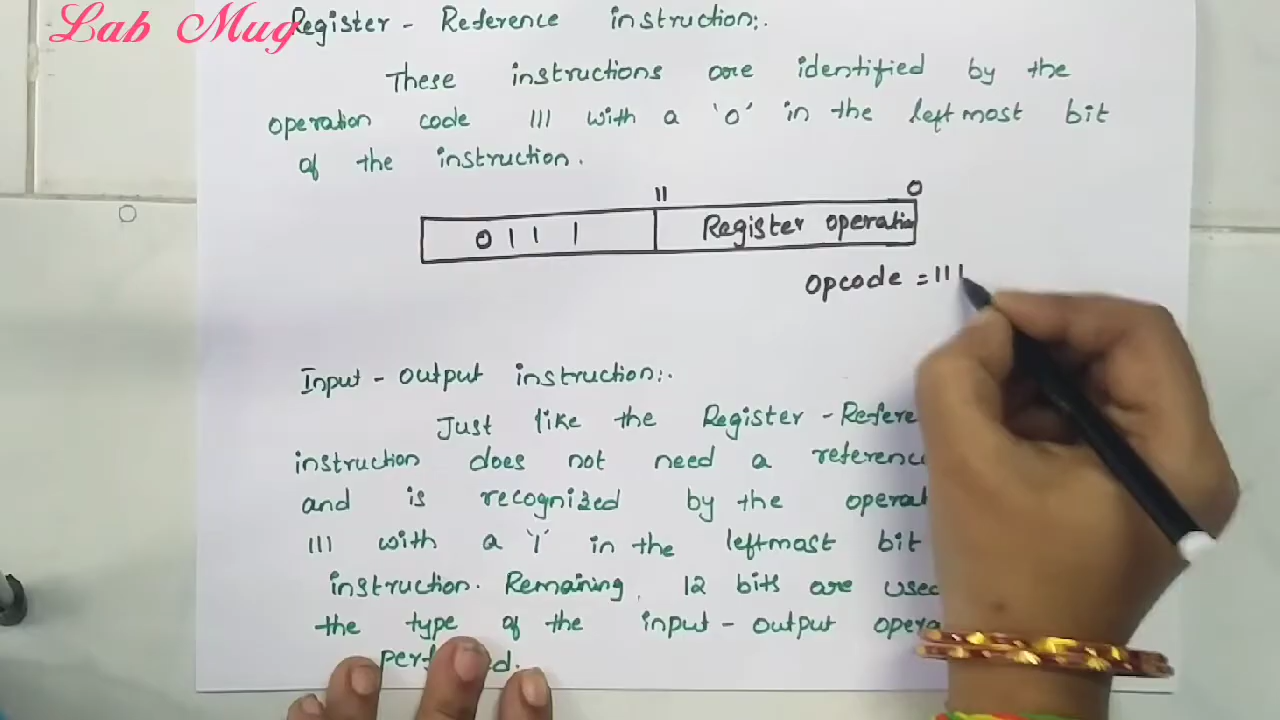 Lab Mug
Register - Reference instruction:.
These instructions are identified by the
operation code 111 with a '0' in the leftmost bit
of the instruction.
11 0
0 1 1 1 Register operation
Opcode = 111
Input - output instruction:.
Just like the Register - Refere
instruction does not need a referenc
and is recognized by the operat
111 with a '1' in the leftmost bit
instruction. Remaining, 12 bits are used
the type of the input - output opera